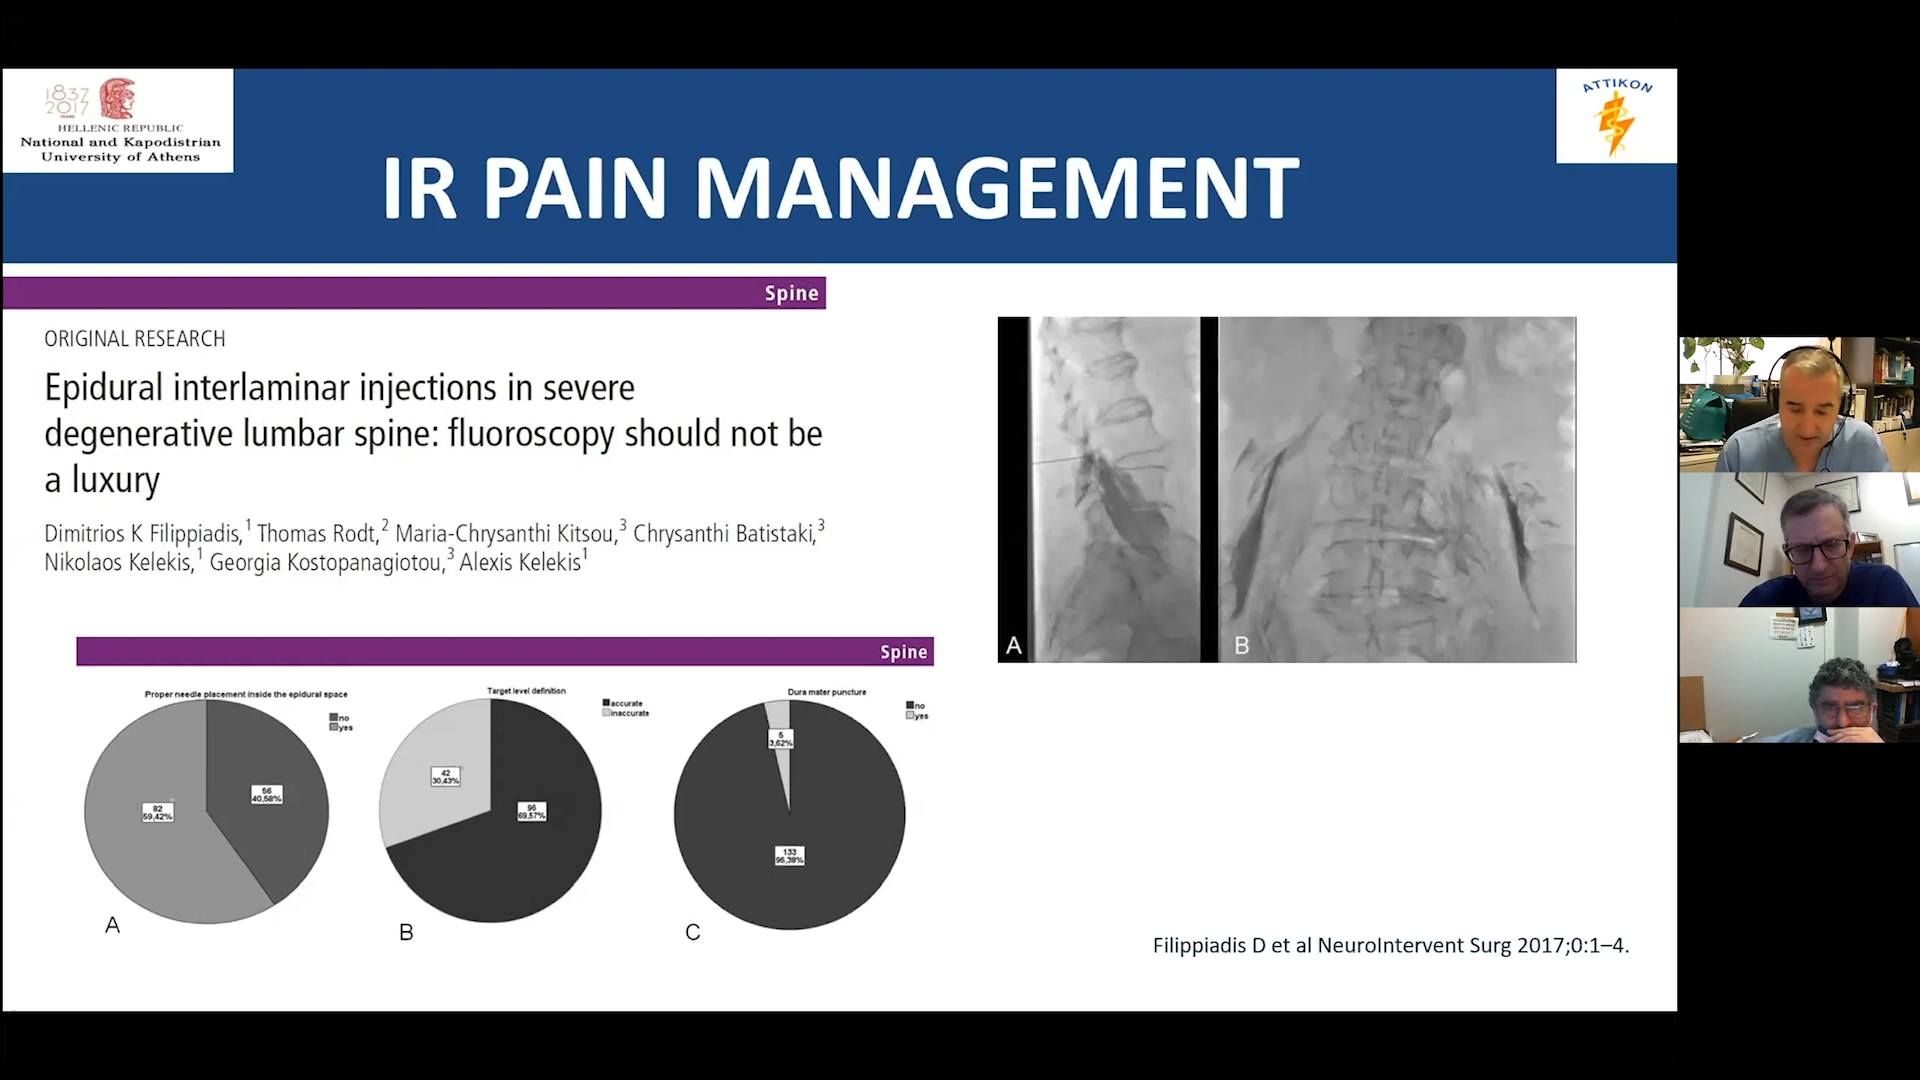 1837
2017
YEARS
HELLENIC REPUBLIC
National and Kapodistrian
University of Athens
IR PAIN MANAGEMENT
ATTIKON
Spine
ORIGINAL RESEARCH
Epidural interlaminar injections in severe
degenerative lumbar spine: fluoroscopy should not be
a luxury
Dimitrios K Filippiadis,1 Thomas Rodt,2 Maria-Chrysanthi Kitsou,3 Chrysanthi Batistaki,3
Nikolaos Kelekis,1 Georgia Kostopanagiotou,3 Alexis Kelekis1
A
B
Spine
Proper needle placement inside the epidural space
no
yes
82
59,42%
56
40,58%
A
Target level definition
accurate
inaccurate
42
30,43%
96
69,57%
B
Dura mater puncture
no
yes
5
3,62%
133
96,38%
C
Filippiadis D et al NeuroIntervent Surg 2017;0:1–4.